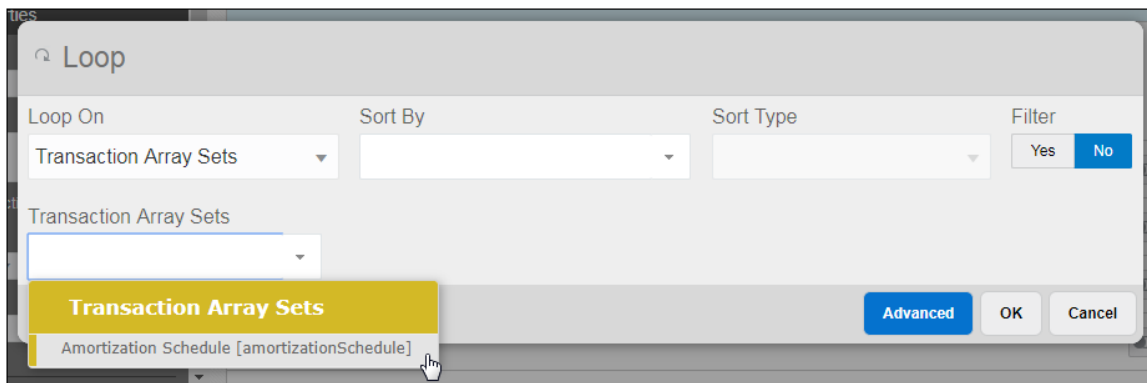 ties
Loop
Loop On Sort By Sort Type Filter
Transaction Array Sets Yes No
Transaction Array Sets
Transaction Array Sets
Amortization Schedule [amortizationSchedule]
Advanced OK Cancel